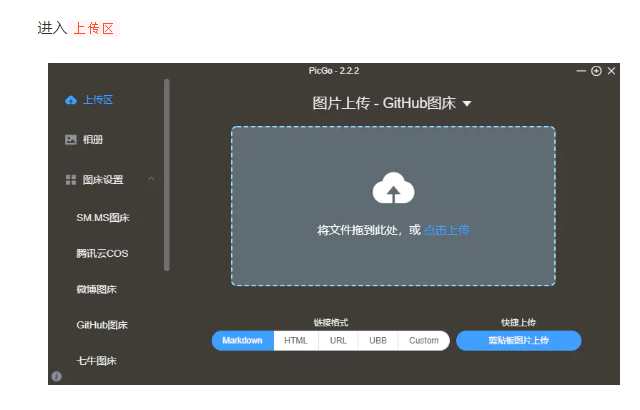 进入 上传区
PicGo - 2.2.2
上传区
相册
图床设置
SM.MS图床
腾讯云COS
微博图床
GitHub图床
七牛图床
图片上传 - GitHub图床
将文件拖到此处，或 点击上传
链接格式
Markdown HTML URL UBB Custom
快捷上传
剪贴板图片上传